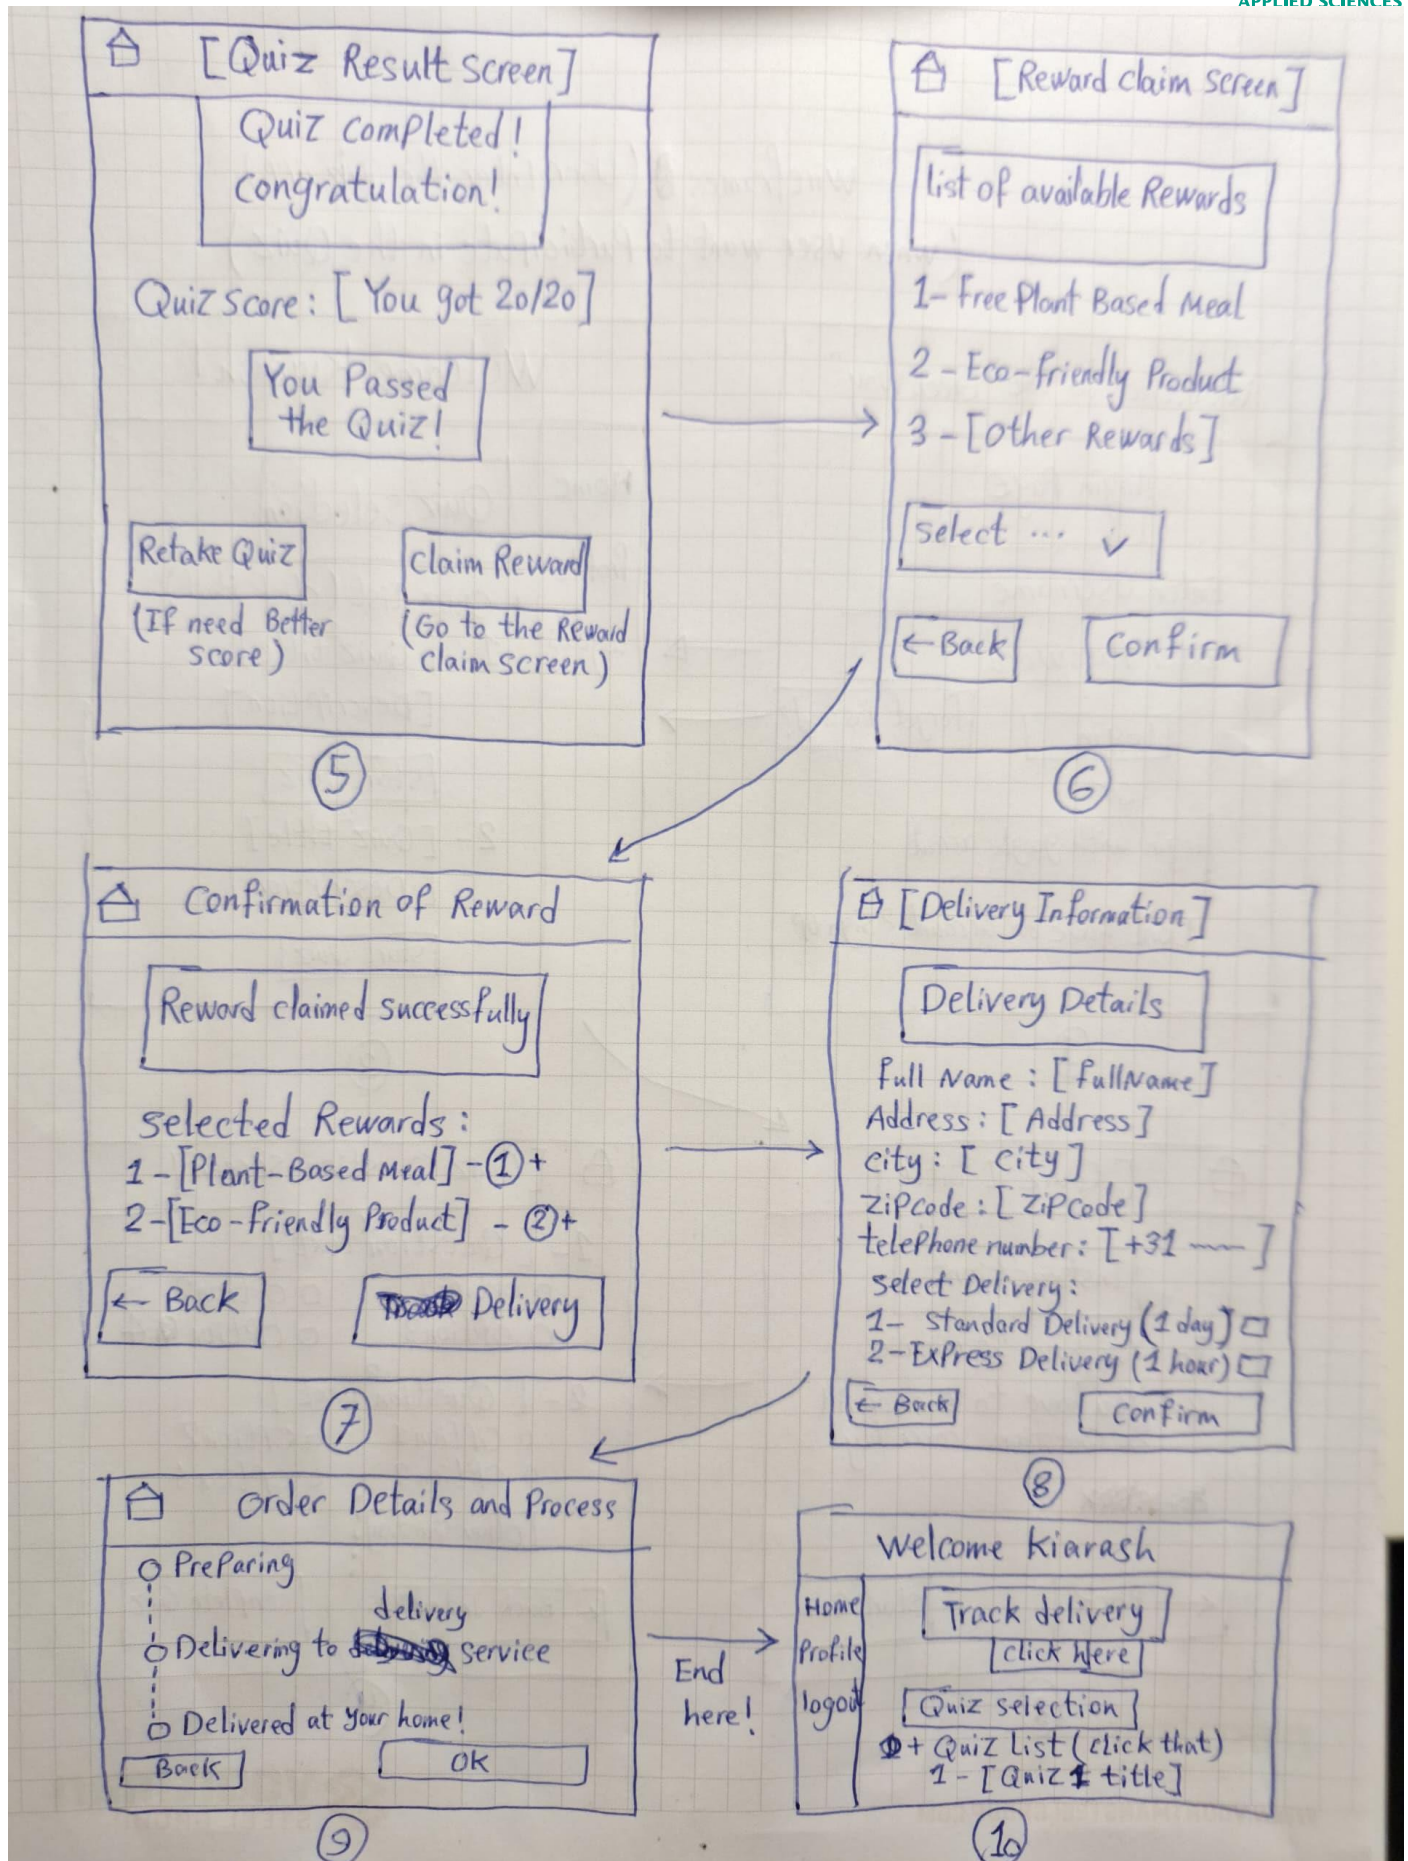 APPLIED SCIENCES
[Quiz Result screen]
Quiz completed!
congratulation!
Quiz score: [You got 20/20]
You Passed
the Quiz!
Retake Quiz
(If need Better
score)
Claim Reward
(Go to the Reward
claim screen)
5
[Reward claim screen]
list of available Rewards
1- Free Plant Based Meal
2- Eco-friendly Product
3- [Other Rewards]
Select ...
← Back
Confirm
6
Confirmation of Reward
Reward claimed successfully
selected Rewards:
1- [Plant-Based Meal] - 1 +
2- [Eco-friendly Product] - 2 +
← Back
Delivery
7
[Delivery Information]
Delivery Details
full Name: [fullName]
Address: [Address]
city: [City]
ZipCode: [ZipCode]
telephone number: [+31 ——]
Select Delivery:
1- Standard Delivery (1 day)
2- Express Delivery (1 hour)
← Back
Confirm
8
Order Details and Process
Preparing
delivery
Delivering to service
Delivered at your home!
Back
OK
9
End
here!
Welcome Kiarash
Home
Profile
logout
Track delivery
click Here
Quiz selection
+ Quiz List (click that)
1- [Quiz 1 title]
10